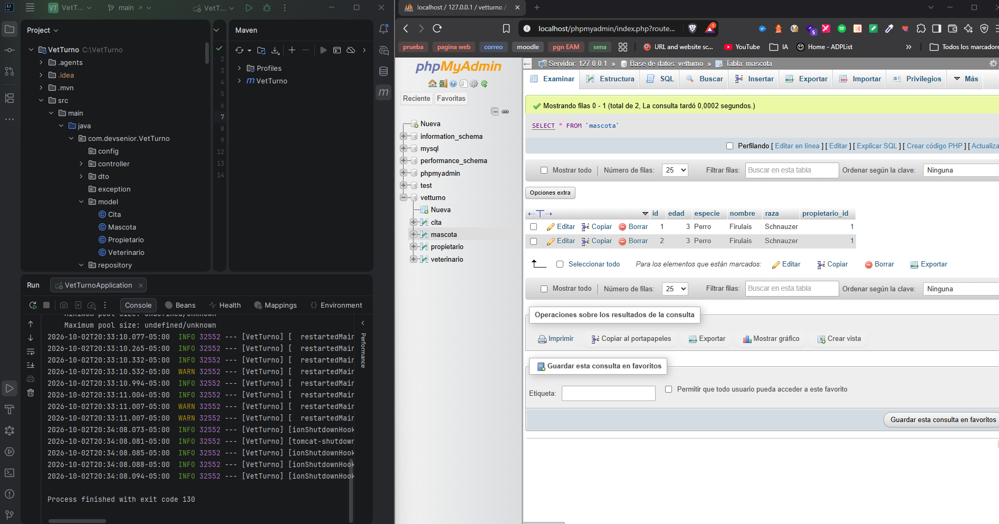 VT VetT...
main
VetT...
Project
VetTurno C:\VetTurno
.agents
.idea
.mvn
src
main
java
com.devsenior.VetTurno
config
controller
dto
exception
model
Cita
Mascota
Propietario
Veterinario
repository
2
3
4
5
6
7
8
9
12
13
14
Maven
Profiles
m VetTurno
Run
VetTurnoApplication
Console
Beans
Health
Mappings
Environment
Minimum pool size: undefined/unknown
Maximum pool size: undefined/unknown
2026-10-02T20:33:10.077-05:00 INFO 32552 --- [VetTurno] [ restartedMain
2026-10-02T20:33:10.265-05:00 INFO 32552 --- [VetTurno] [ restartedMain
2026-10-02T20:33:10.332-05:00 INFO 32552 --- [VetTurno] [ restartedMain
2026-10-02T20:33:10.532-05:00 WARN 32552 --- [VetTurno] [ restartedMain
2026-10-02T20:33:10.994-05:00 INFO 32552 --- [VetTurno] [ restartedMain
2026-10-02T20:33:11.004-05:00 INFO 32552 --- [VetTurno] [ restartedMain
2026-10-02T20:33:11.007-05:00 WARN 32552 --- [VetTurno] [ restartedMain
2026-10-02T20:33:11.007-05:00 WARN 32552 --- [VetTurno] [ restartedMain
2026-10-02T20:34:08.073-05:00 INFO 32552 --- [VetTurno] [ionShutdownHook
2026-10-02T20:34:08.081-05:00 INFO 32552 --- [VetTurno] [tomcat-shutdown
2026-10-02T20:34:08.085-05:00 INFO 32552 --- [VetTurno] [ionShutdownHook
2026-10-02T20:34:08.088-05:00 INFO 32552 --- [VetTurno] [ionShutdownHook
2026-10-02T20:34:08.094-05:00 INFO 32552 --- [VetTurno] [ionShutdownHook
Process finished with exit code 130
Performance
localhost / 127.0.0.1 / vetturno /
localhost/phpmyadmin/index.php?route...
1
5
prueba
pagina web
correo
moodle
pgn EAM
sena
URL and website sc...
YouTube
IA
Home - ADPList
»
Todos los marcadore
phpMyAdmin
Reciente
Favoritas
Nueva
information_schema
mysql
performance_schema
phpmyadmin
test
vetturno
Nueva
cita
mascota
propietario
veterinario
Servidor: 127.0.0.1 » Base de datos: vetturno » Tabla: mascota
Examinar
Estructura
SQL
Buscar
Insertar
Exportar
Importar
Privilegios
Más
Mostrando filas 0 - 1 (total de 2, La consulta tardó 0,0002 segundos.)
SELECT * FROM `mascota`
Perfilando [ Editar en línea ] [ Editar ] [ Explicar SQL ] [ Crear código PHP ] [ Actualiza
Mostrar todo | Número de filas: 25 Filtrar filas: Buscar en esta tabla Ordenar según la clave: Ninguna
Opciones extra
←T→ id edad especie nombre raza propietario_id
Editar Copiar Borrar 1 3 Perro Firulais Schnauzer 1
Editar Copiar Borrar 2 3 Perro Firulais Schnauzer 1
Seleccionar todo Para los elementos que están marcados: Editar Copiar Borrar Exportar
Mostrar todo | Número de filas: 25 Filtrar filas: Buscar en esta tabla Ordenar según la clave: Ninguna
Operaciones sobre los resultados de la consulta
Imprimir Copiar al portapapeles Exportar Mostrar gráfico Crear vista
Guardar esta consulta en favoritos
Etiqueta: Permitir que todo usuario pueda acceder a este favorito
Guardar esta consulta en favoritos